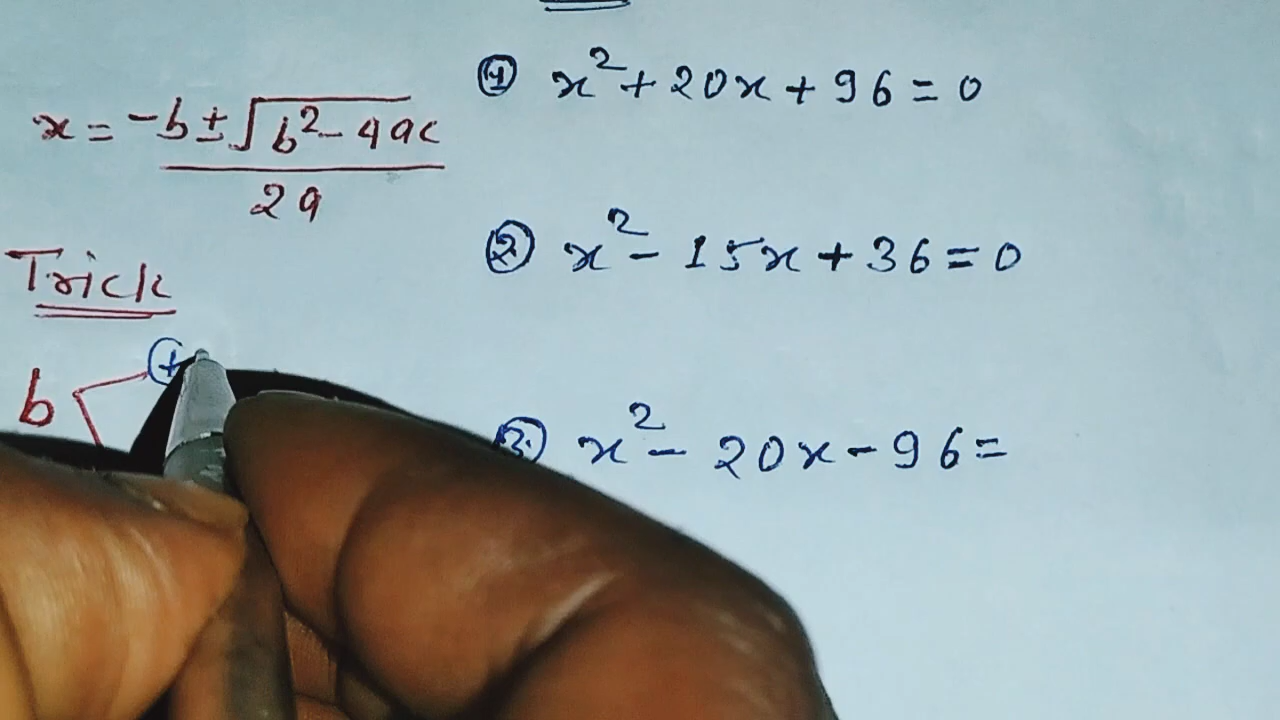 x = -b ± √b² - 4ac
2a
Trick
b +
① x² + 20x + 96 = 0
② x² - 15x + 36 = 0
③ x² - 20x - 96 =